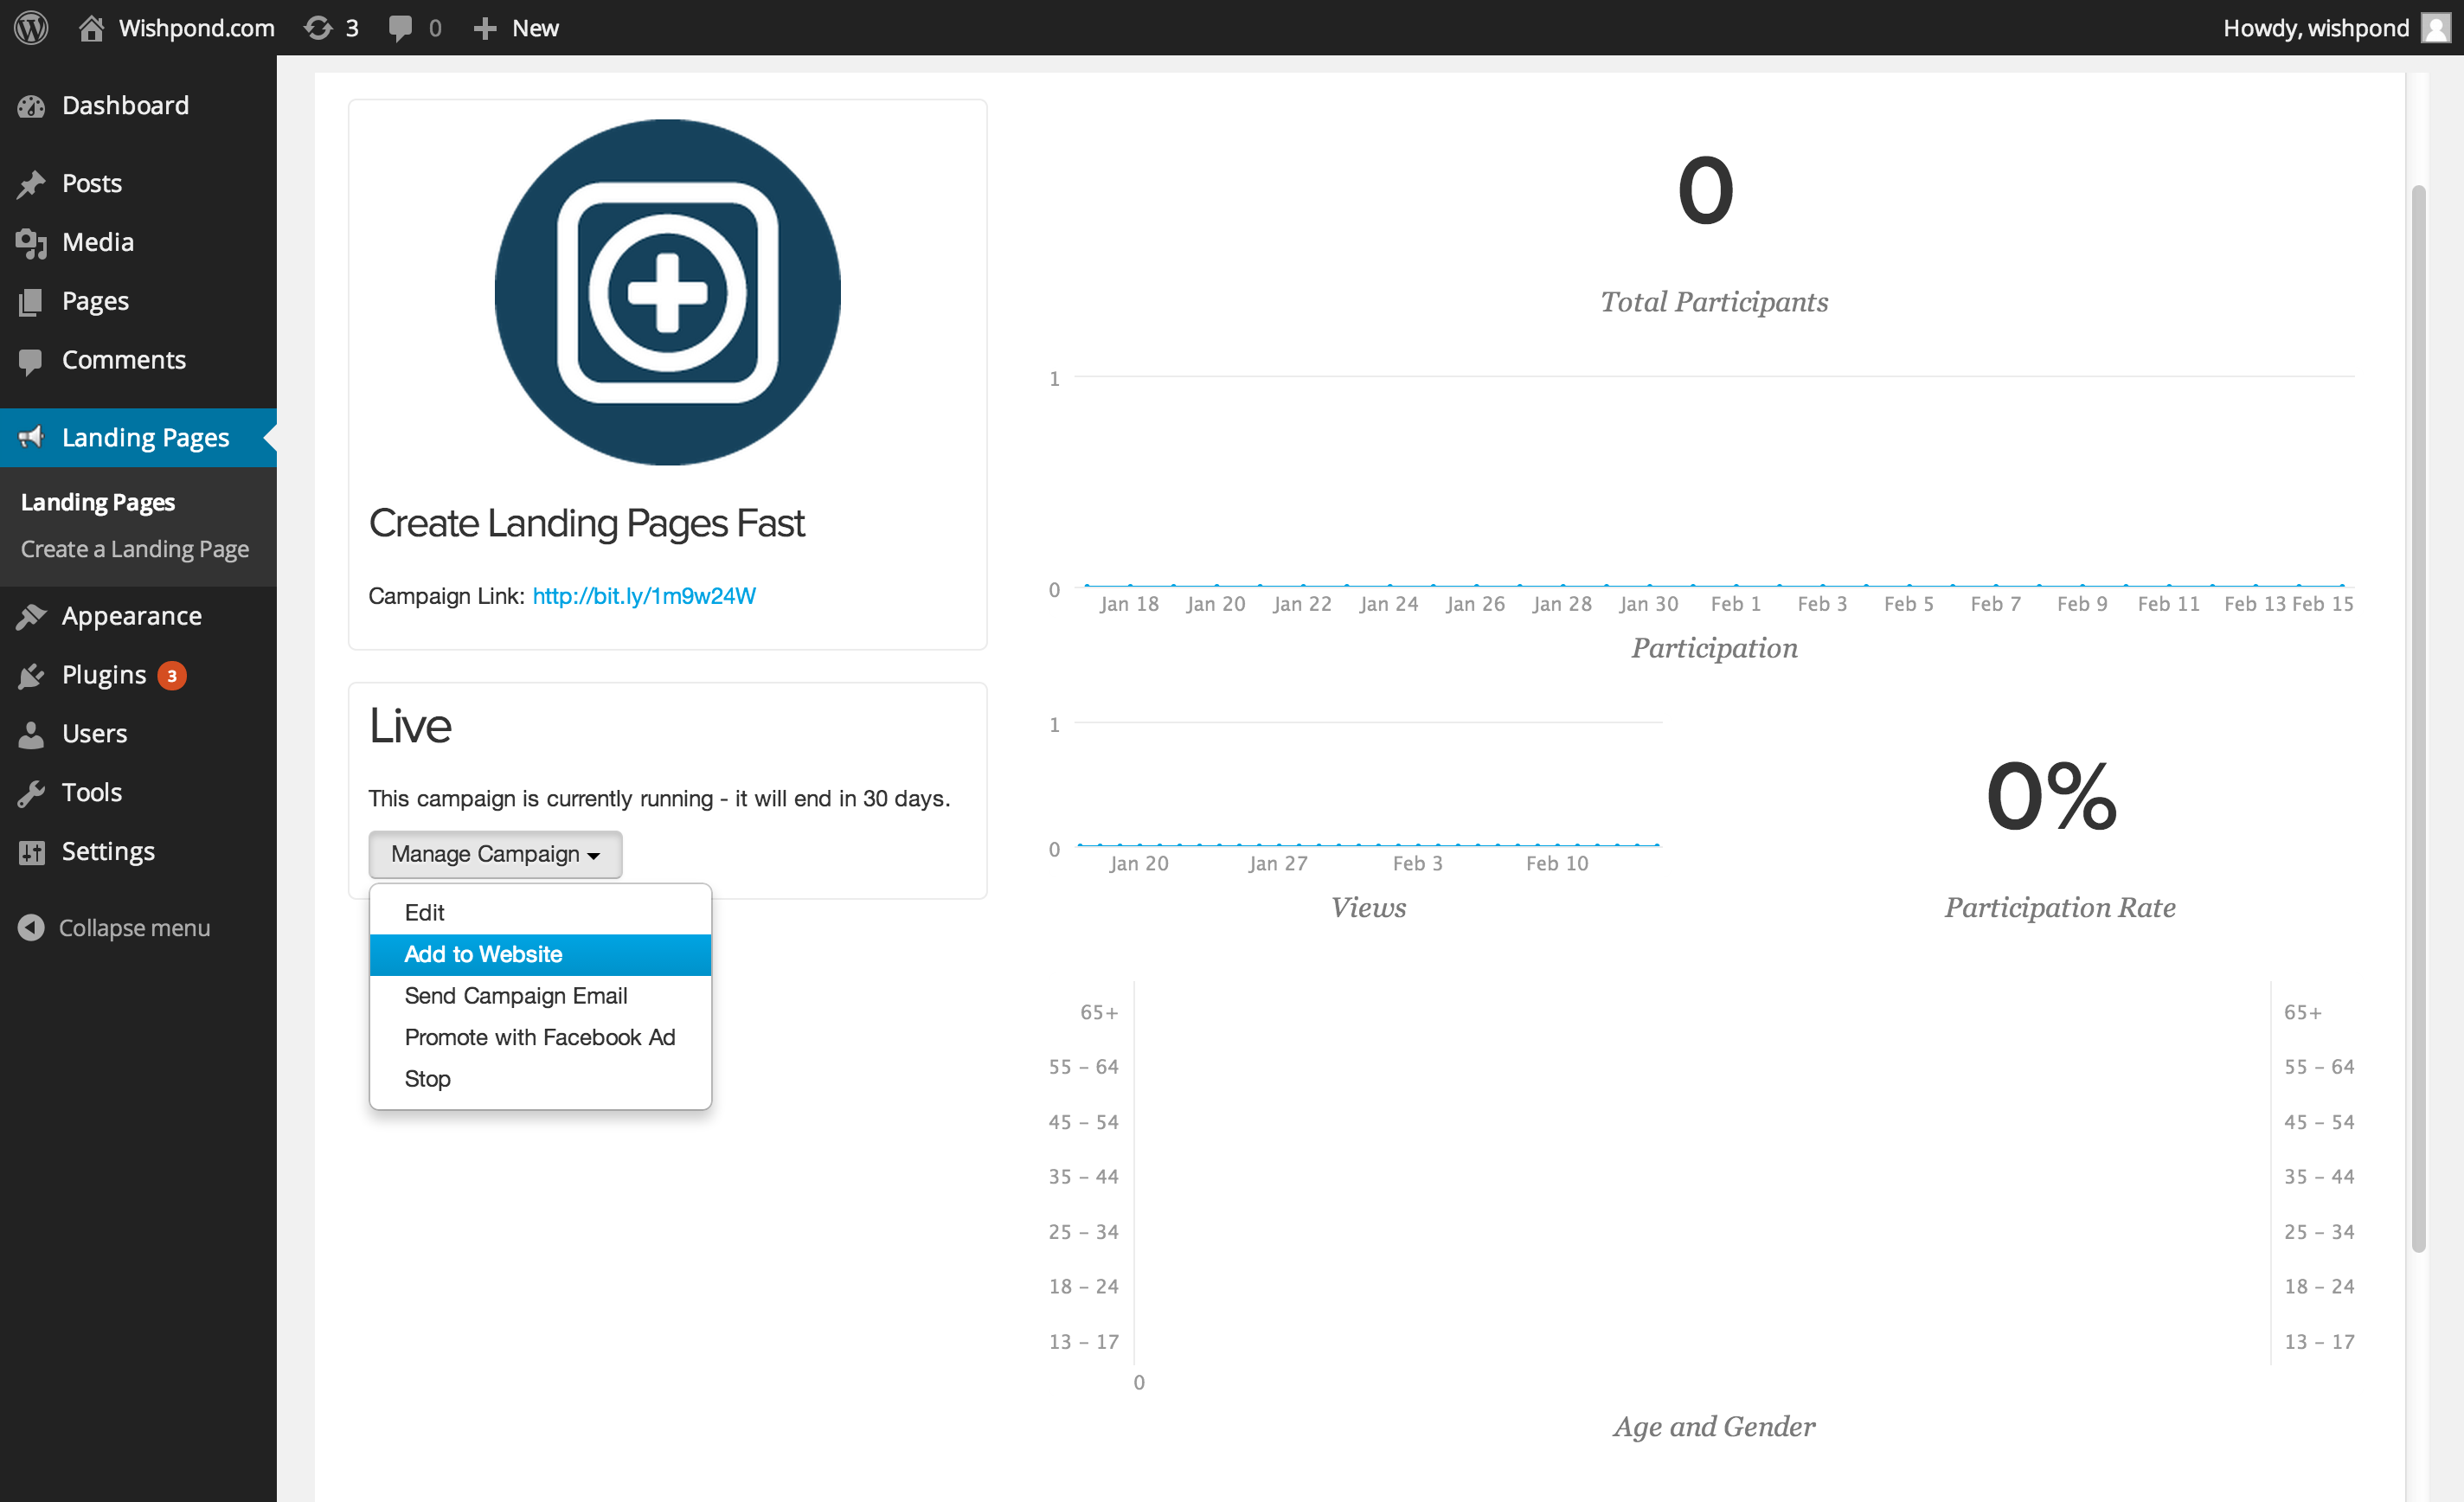 Wishpond.com 3 0 New Howdy, wishpond
Dashboard
Posts
Media
Pages
Comments
Landing Pages
Landing Pages
Create a Landing Page
Appearance
Plugins 3
Users
Tools
Settings
Collapse menu
Create Landing Pages Fast
Campaign Link: http://bit.ly/1m9w24W
Live
This campaign is currently running - it will end in 30 days.
Manage Campaign
Edit
Add to Website
Send Campaign Email
Promote with Facebook Ad
Stop
0
Total Participants
1
0
Jan 18 Jan 20 Jan 22 Jan 24 Jan 26 Jan 28 Jan 30 Feb 1 Feb 3 Feb 5 Feb 7 Feb 9 Feb 11 Feb 13 Feb 15
Participation
1
0
Jan 20 Jan 27 Feb 3 Feb 10
Views
0%
Participation Rate
65+ 65+
55 – 64 55 – 64
45 – 54 45 – 54
35 – 44 35 – 44
25 – 34 25 – 34
18 – 24 18 – 24
13 – 17 13 – 17
0
Age and Gender